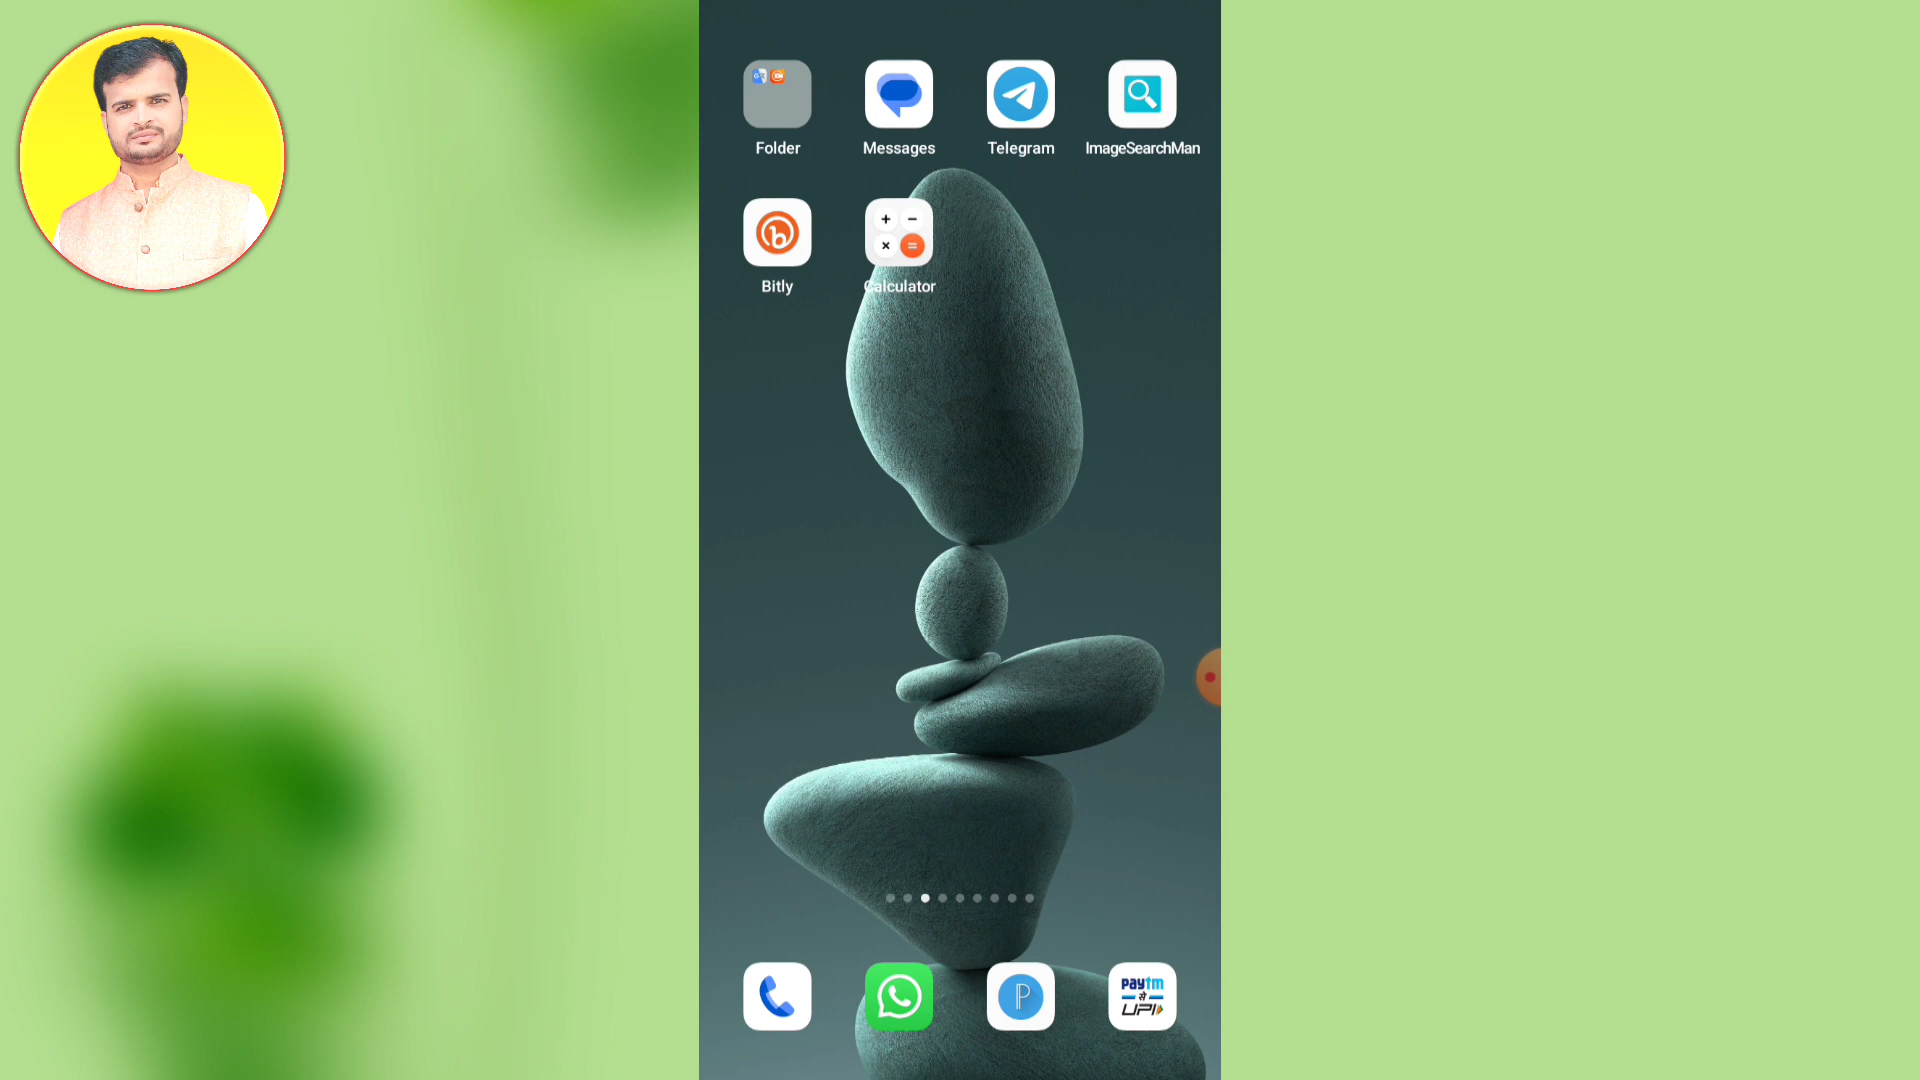 Folder
Messages
Telegram
ImageSearchMan
Bitly
Calculator
paytm
से
UPI